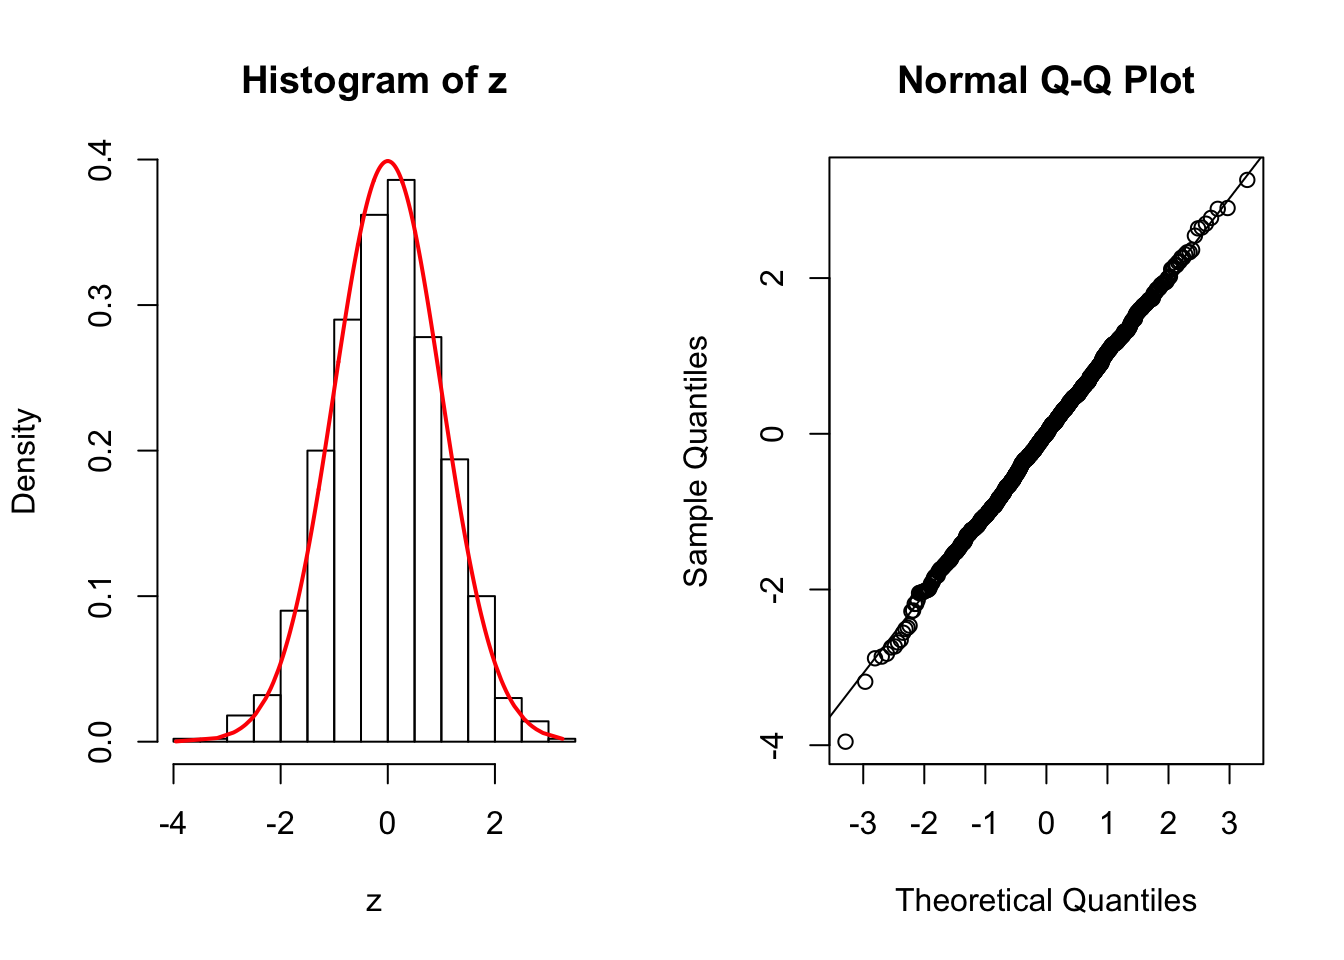 Histogram of z
Density
0.0 0.1 0.2 0.3 0.4
-4 -2 0 2
z
Normal Q-Q Plot
Sample Quantiles
-4 -2 0 2
-3 -2 -1 0 1 2 3
Theoretical Quantiles